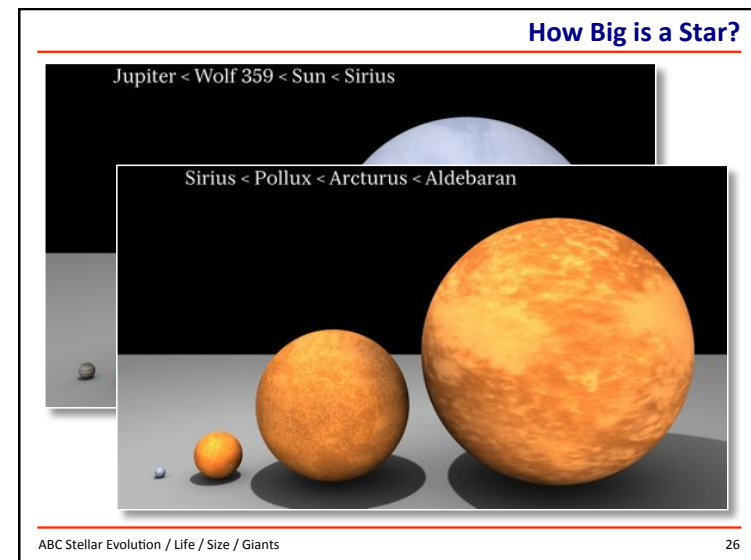 How Big is a Star?
Jupiter < Wolf 359 < Sun < Sirius
Sirius < Pollux < Arcturus < Aldebaran
ABC Stellar Evolution / Life / Size / Giants 26